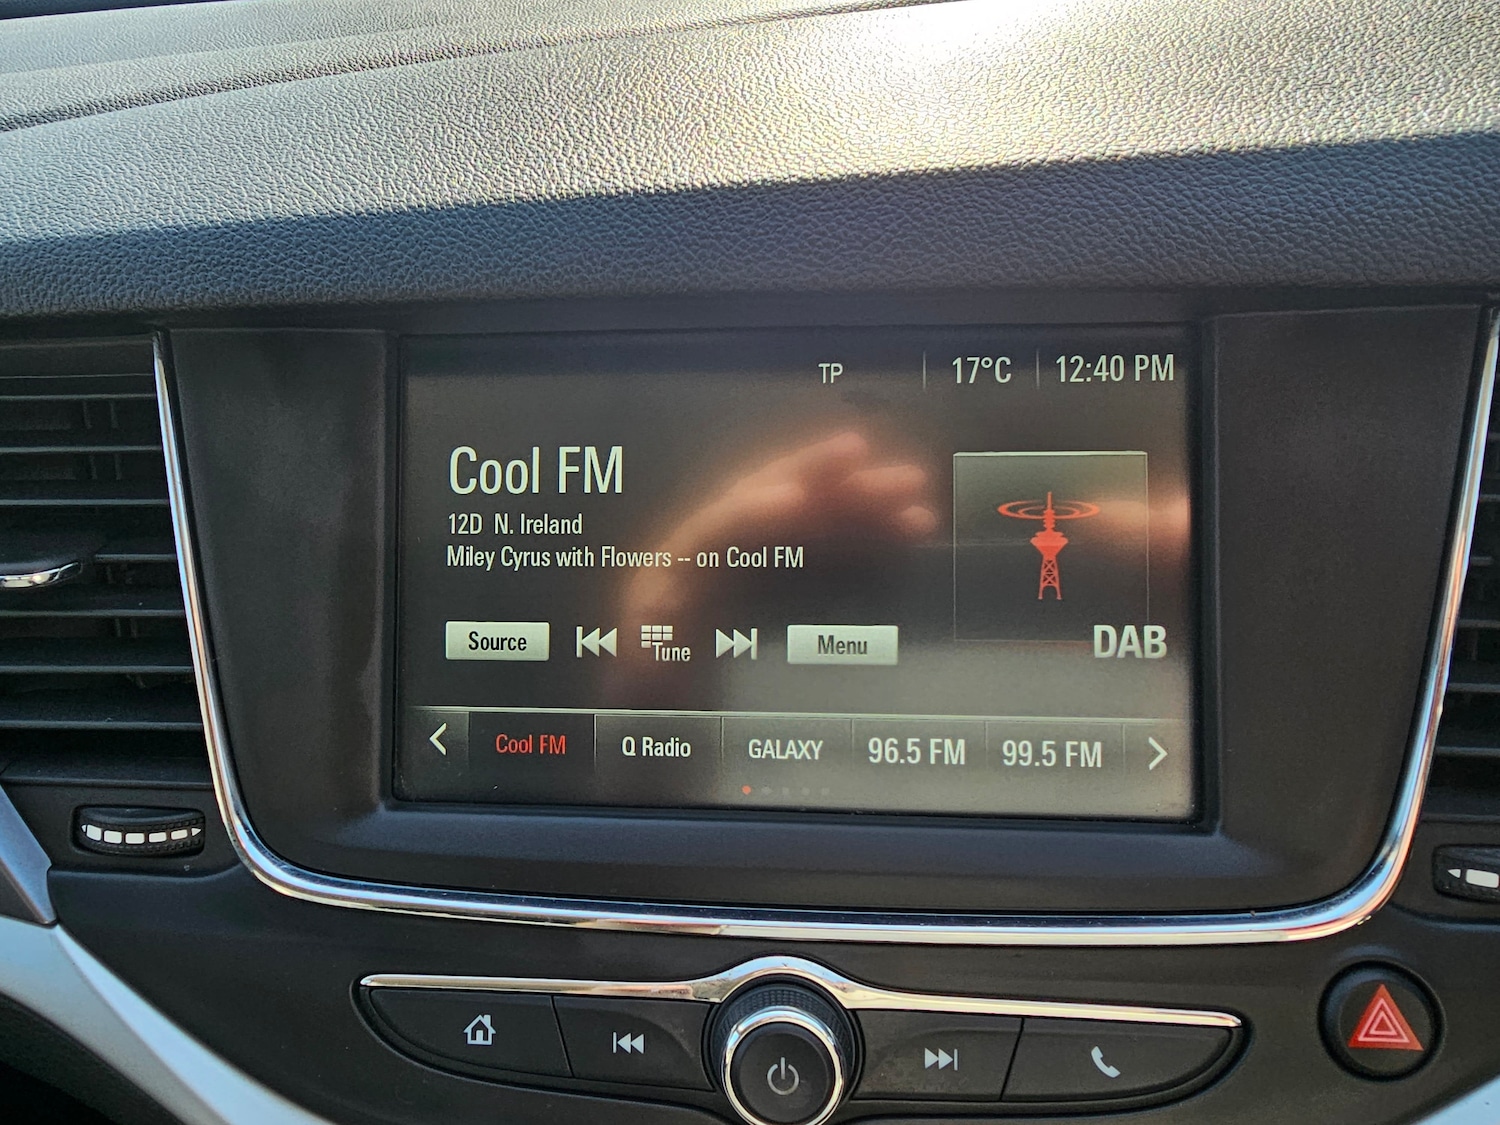 TP 17°C 12:40 PM
Cool FM
12D N. Ireland
Miley Cyrus with Flowers -- on Cool FM
Source Tune Menu
DAB
Cool FM Q Radio GALAXY 96.5 FM 99.5 FM